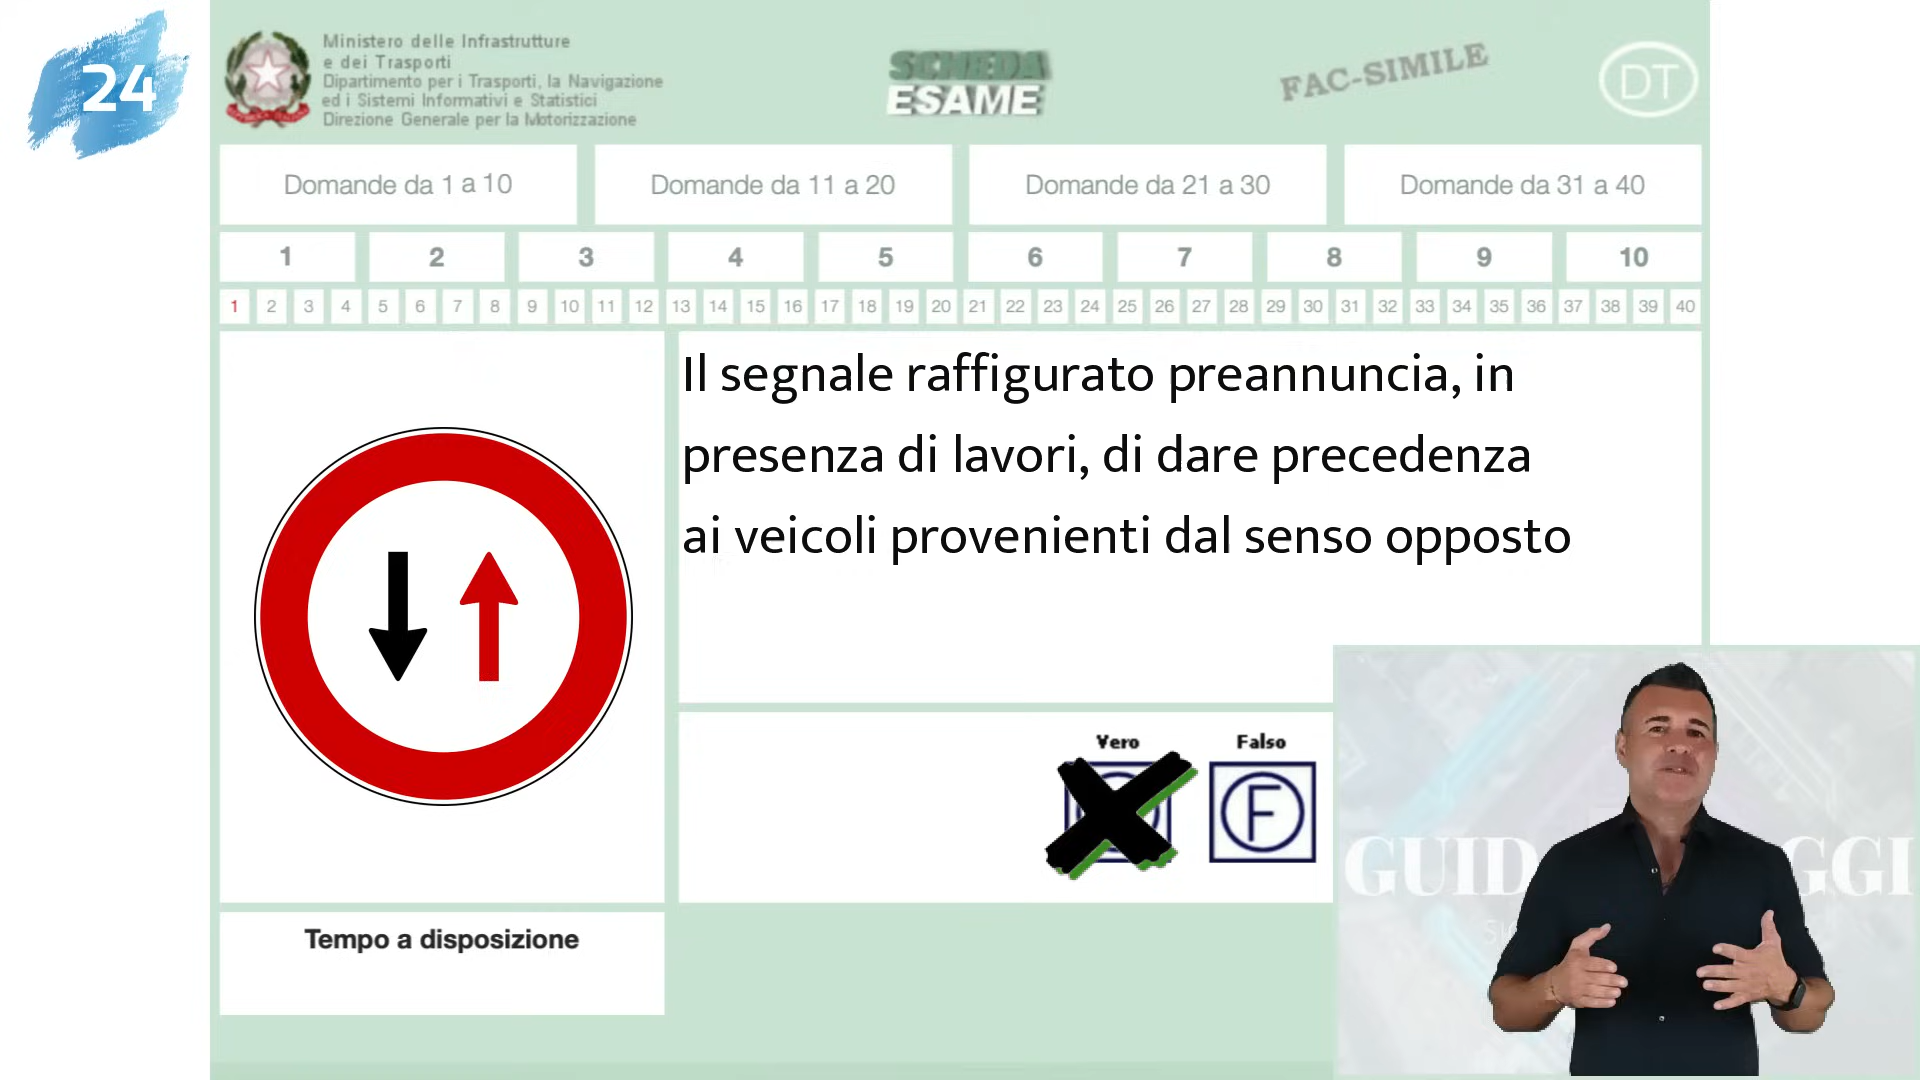 24
Ministero delle Infrastrutture
e dei Trasporti
Dipartimento per i Trasporti, la Navigazione
ed i Sistemi Informativi e Statistici
Direzione Generale per la Motorizzazione
SCHEDA
ESAME
FAC-SIMILE
DT
Domande da 1 a 10
Domande da 11 a 20
Domande da 21 a 30
Domande da 31 a 40
1 2 3 4 5 6 7 8 9 10
1 2 3 4 5 6 7 8 9 10 11 12 13 14 15 16 17 18 19 20 21 22 23 24 25 26 27 28 29 30 31 32 33 34 35 36 37 38 39 40
Il segnale raffigurato preannuncia, in
presenza di lavori, di dare precedenza
ai veicoli provenienti dal senso opposto
Vero
Falso
F
Tempo a disposizione